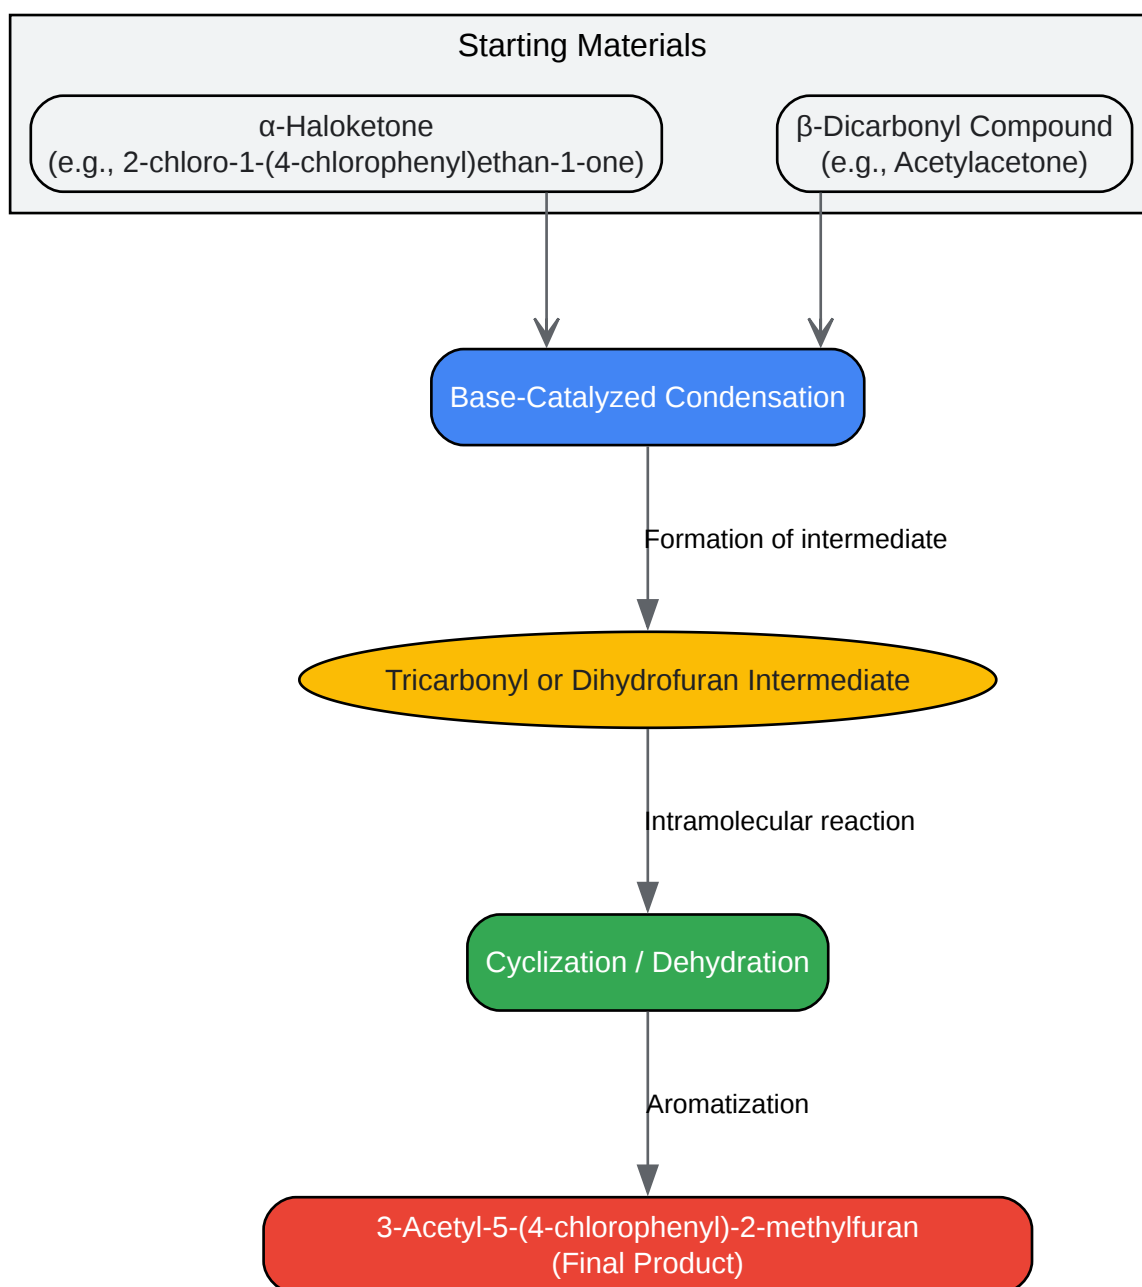 Starting Materials
α-Haloketone
(e.g., 2-chloro-1-(4-chlorophenyl)ethan-1-one)
β-Dicarbonyl Compound
(e.g., Acetylacetone)
Base-Catalyzed Condensation
Formation of intermediate
Tricarbonyl or Dihydrofuran Intermediate
Intramolecular reaction
Cyclization / Dehydration
Aromatization
3-Acetyl-5-(4-chlorophenyl)-2-methylfuran
(Final Product)